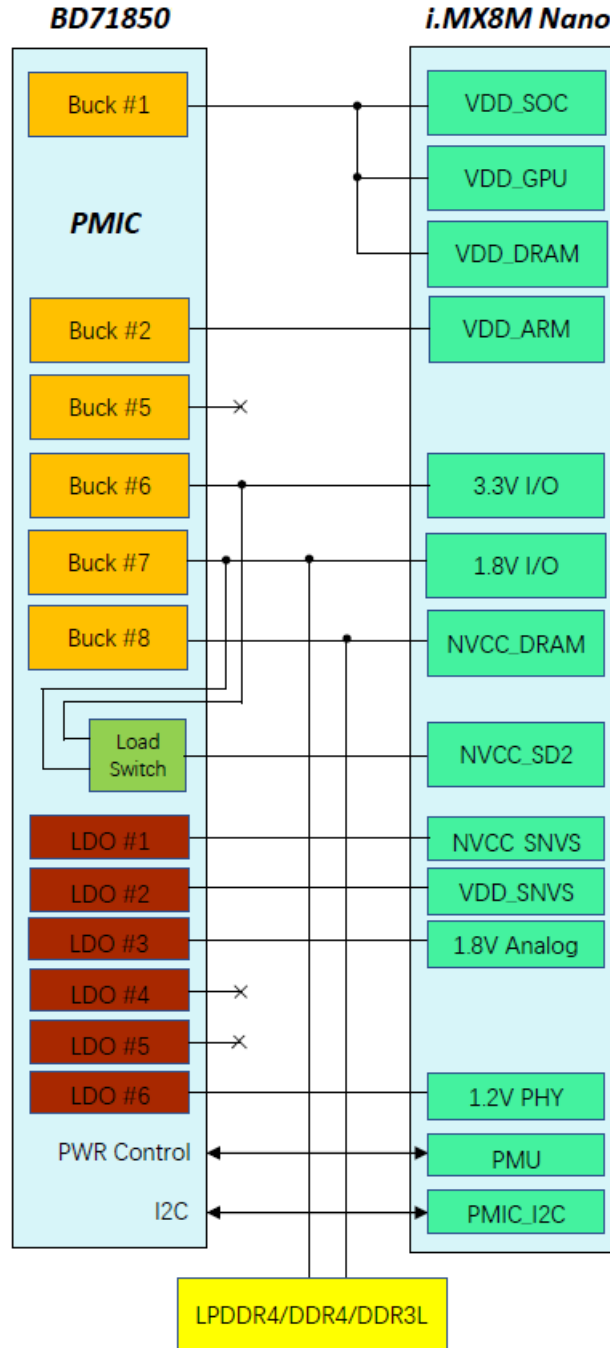 BD71850
i.MX8M Nano
Buck #1
VDD_SOC
VDD_GPU
PMIC
VDD_DRAM
Buck #2
VDD_ARM
Buck #5
Buck #6
3.3V I/O
Buck #7
1.8V I/O
Buck #8
NVCC_DRAM
Load
Switch
NVCC_SD2
LDO #1
NVCC_SNVS
LDO #2
VDD_SNVS
LDO #3
1.8V Analog
LDO #4
LDO #5
LDO #6
1.2V PHY
PWR Control
PMU
I2C
PMIC_I2C
LPDDR4/DDR4/DDR3L